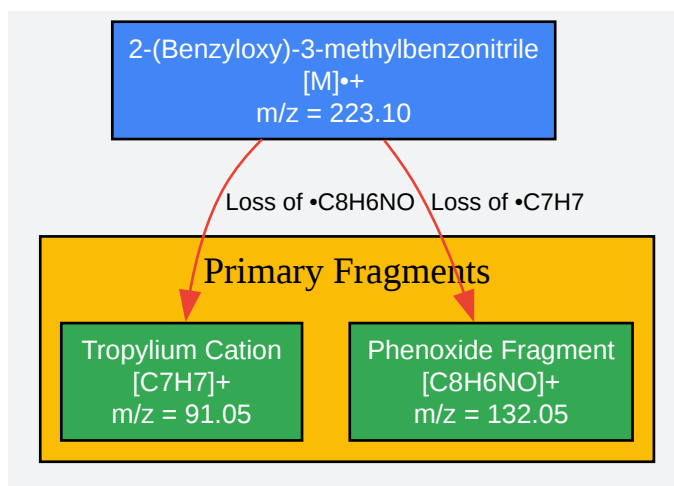 2-(Benzyloxy)-3-methylbenzonitrile
[M]•+
m/z = 223.10
Loss of •C8H6NO
Loss of •C7H7
Primary Fragments
Tropylium Cation
[C7H7]+
m/z = 91.05
Phenoxide Fragment
[C8H6NO]+
m/z = 132.05